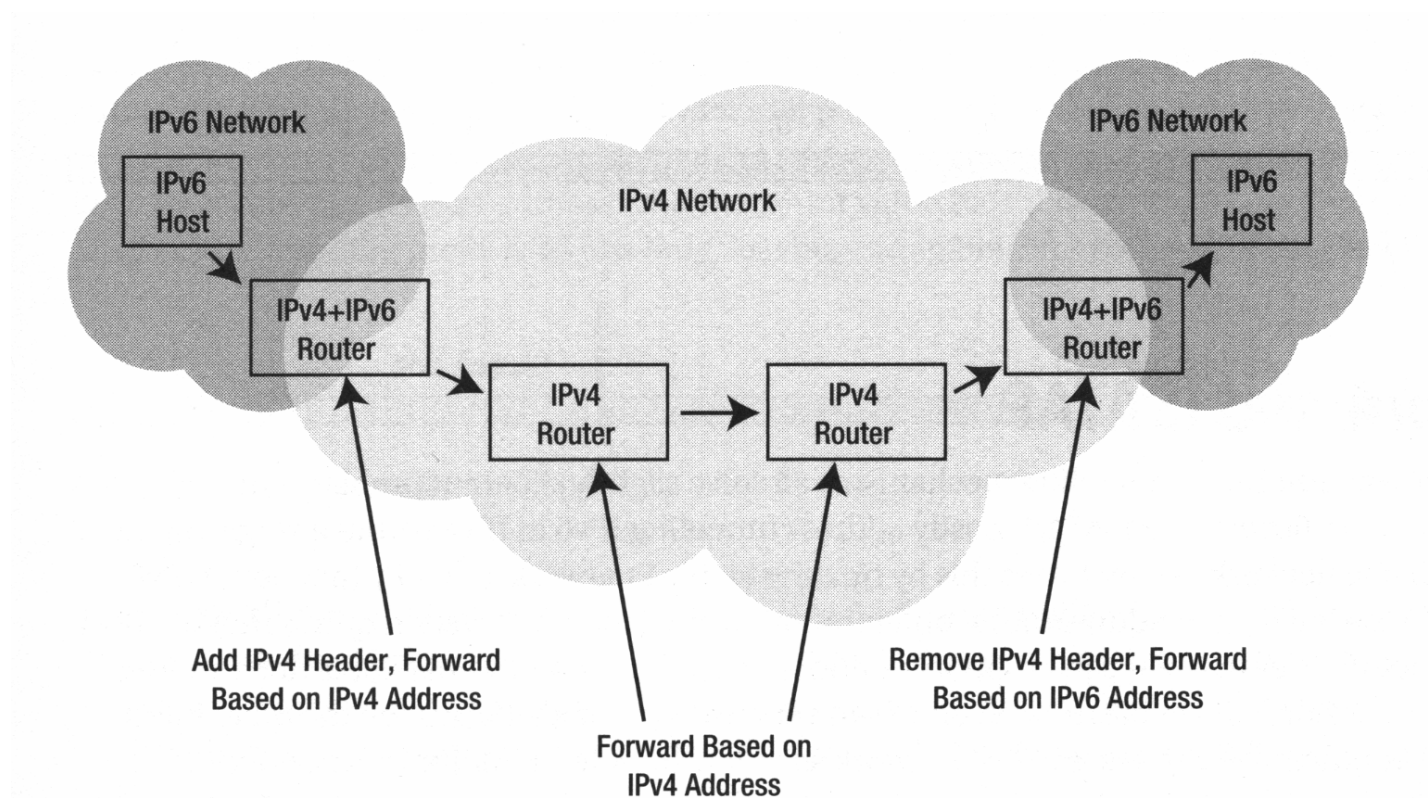 IPv6 Network
IPv6
Host
IPv4+IPv6
Router
IPv4 Network
IPv4
Router
IPv4
Router
IPv6 Network
IPv6
Host
IPv4+IPv6
Router
Add IPv4 Header, Forward
Based on IPv4 Address
Forward Based on
IPv4 Address
Remove IPv4 Header, Forward
Based on IPv6 Address